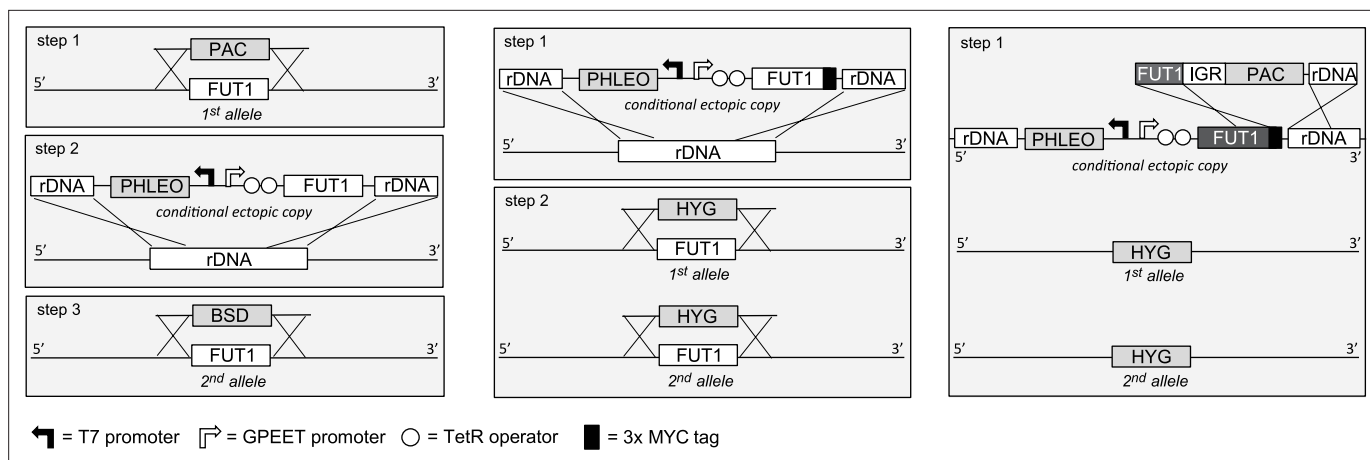 step 1
PAC
5’ 3’
FUT1
1st allele
step 2
rDNA PHLEO FUT1 rDNA
conditional ectopic copy
5’ 3’
rDNA
step 3
BSD
5’ 3’
FUT1
2nd allele
step 1
rDNA PHLEO FUT1 rDNA
conditional ectopic copy
5’ 3’
rDNA
step 2
HYG
5’ 3’
FUT1
1st allele
HYG
5’ 3’
FUT1
2nd allele
step 1
FUT1 IGR PAC rDNA
rDNA PHLEO FUT1 rDNA
5’ 3’
conditional ectopic copy
5’ 3’
HYG
1st allele
5’ 3’
HYG
2nd allele
= T7 promoter = GPEET promoter = TetR operator = 3x MYC tag